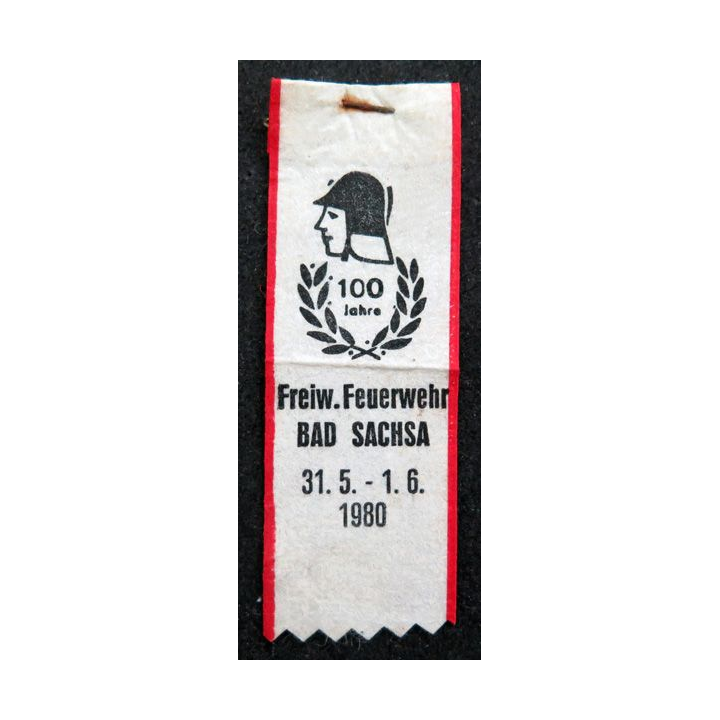 100
Jahre
Freiw. Feuerwehr
BAD SACHSA
31. 5. - 1. 6.
1980